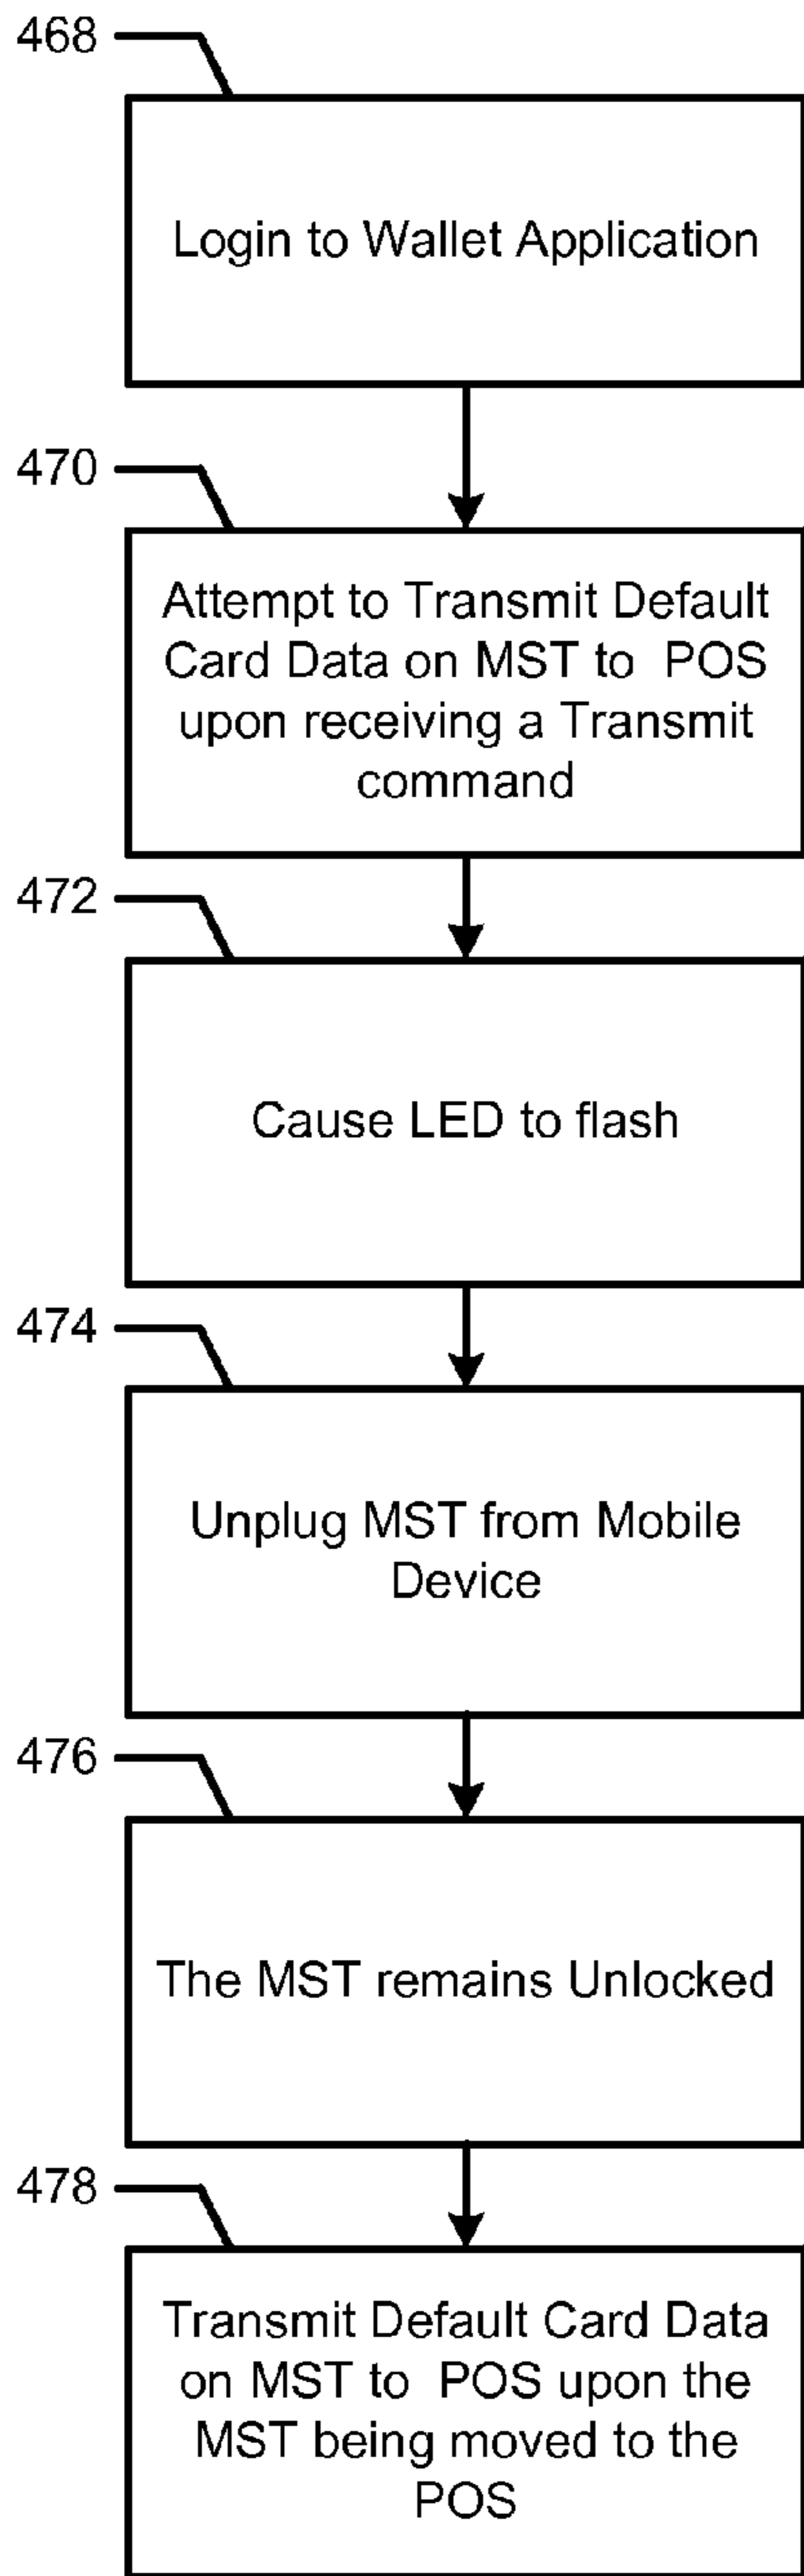 468
Login to Wallet Application
470
Attempt to Transmit Default
Card Data on MST to POS
upon receiving a Transmit
command
472
Cause LED to flash
474
Unplug MST from Mobile
Device
476
The MST remains Unlocked
478
Transmit Default Card Data
on MST to POS upon the
MST being moved to the
POS